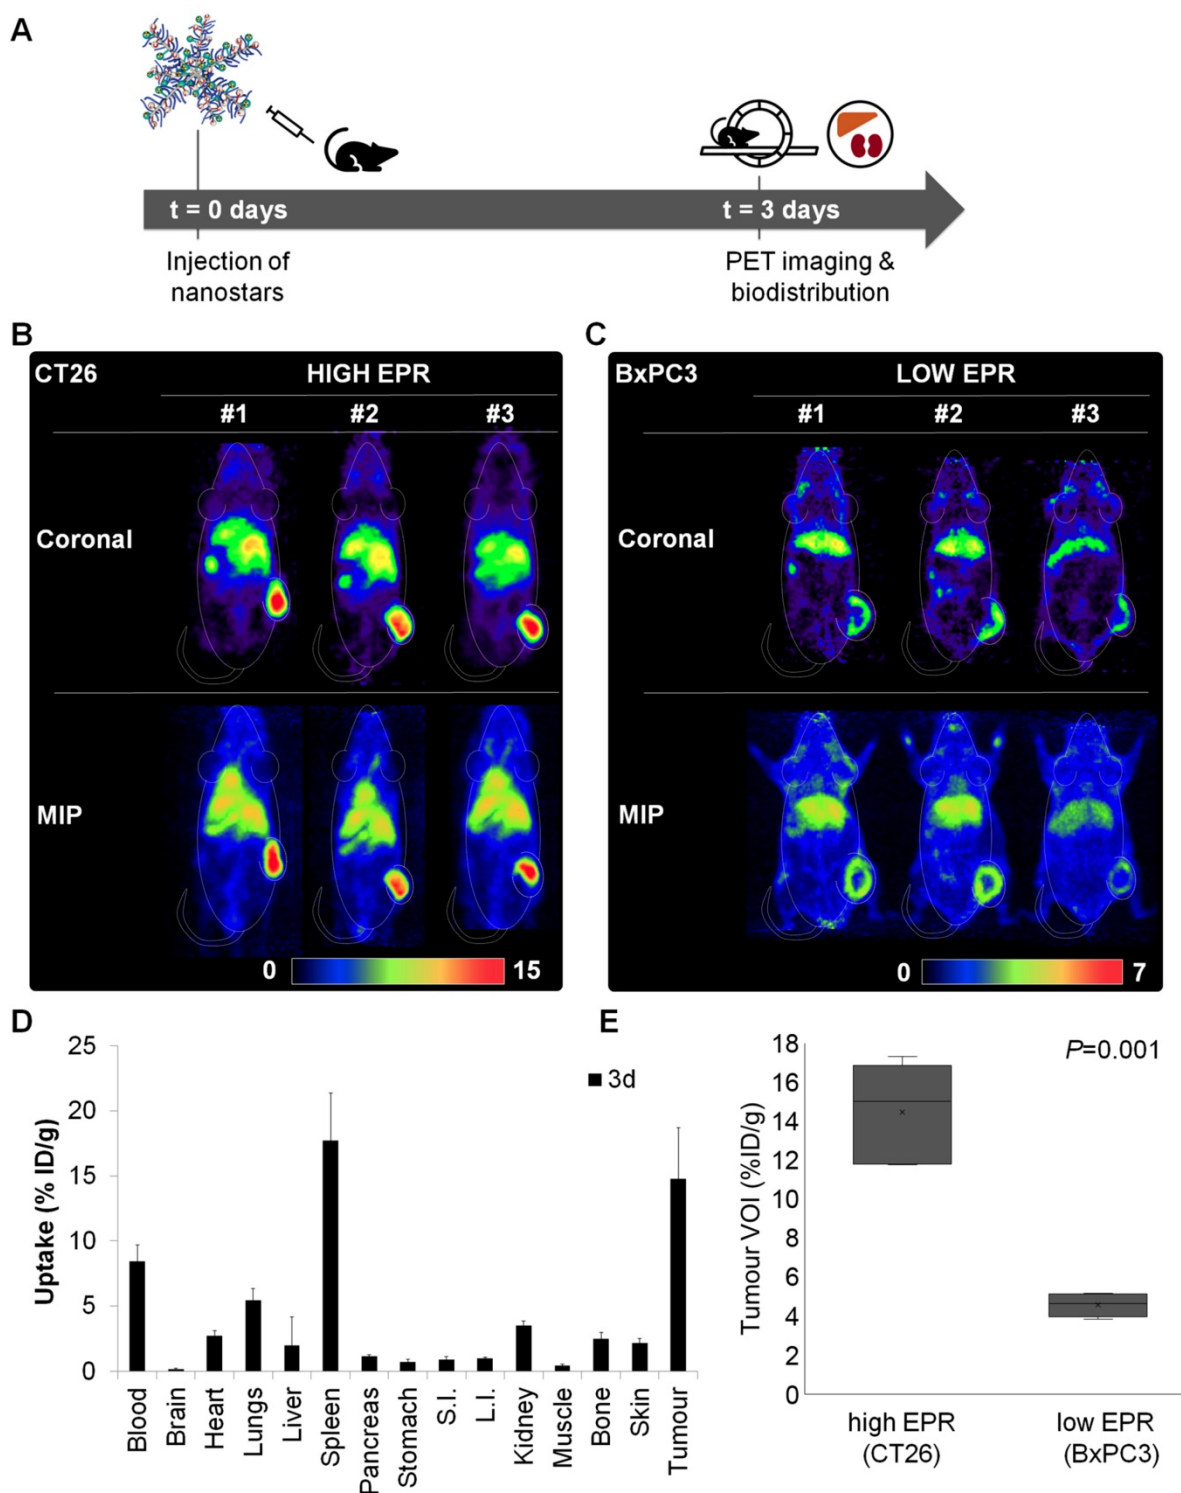 A
t = 0 days
t = 3 days
Injection of
nanostars
PET imaging &
biodistribution
B
CT26
HIGH EPR
#1
#2
#3
Coronal
MIP
0
15
C
BxPC3
LOW EPR
#1
#2
#3
Coronal
MIP
0
7
D
25
20
15
10
5
0
Uptake (% ID/g)
3d
Blood
Brain
Heart
Lungs
Liver
Spleen
Pancreas
Stomach
S.I.
L.I.
Kidney
Muscle
Bone
Skin
Tumour
E
P=0.001
18
16
14
12
10
8
6
4
2
0
Tumour VOI (%ID/g)
high EPR
(CT26)
low EPR
(BxPC3)